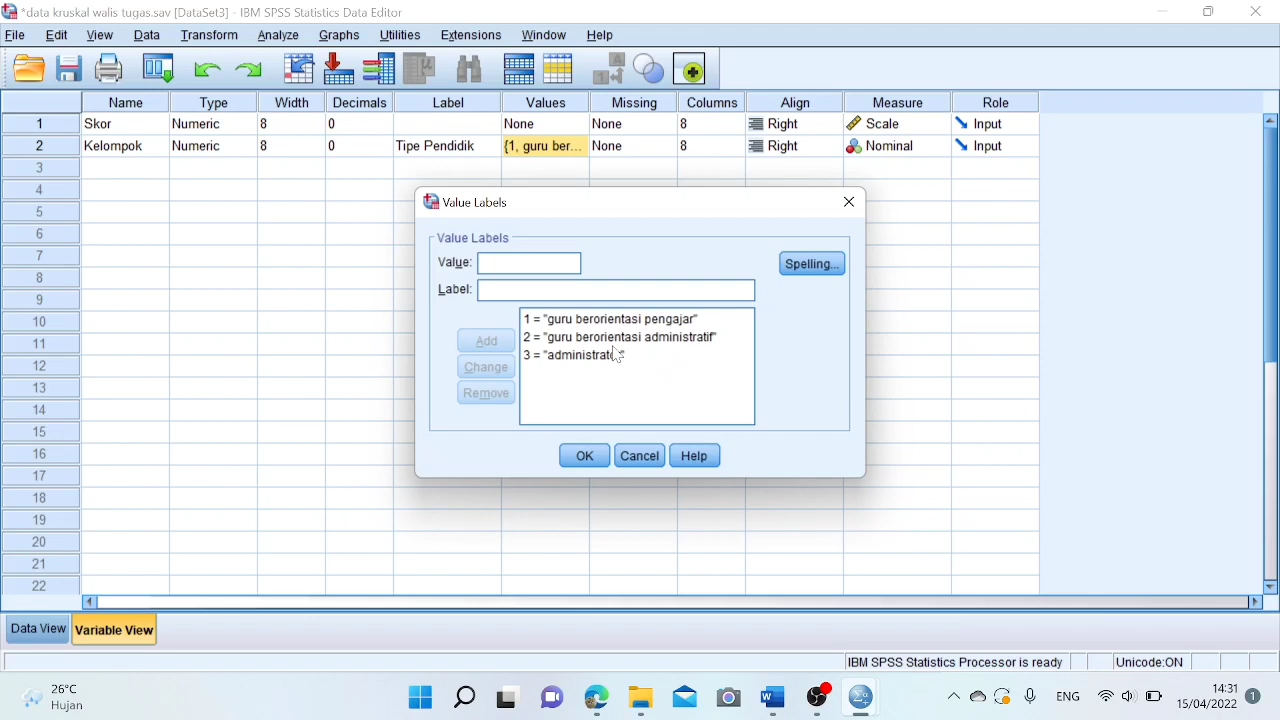 *data kruskal walis tugas.sav [DataSet3] - IBM SPSS Statistics Data Editor
File Edit View Data Transform Analyze Graphs Utilities Extensions Window Help
Name Type Width Decimals Label Values Missing Columns Align Measure Role
1 Skor Numeric 8 0 None None 8 Right Scale Input
2 Kelompok Numeric 8 0 Tipe Pendidik {1, guru ber... None 8 Right Nominal Input
3
4
5
6
7
8
9
10
11
12
13
14
15
16
17
18
19
20
21
22
Value Labels
Value Labels
Value:
Spelling...
Label:
1 = "guru berorientasi pengajar"
2 = "guru berorientasi administratif"
3 =
Add
Change
Remove
OK Cancel Help
Data View Variable View
IBM SPSS Statistics Processor is ready Unicode:ON
26°C
Hujan
ENG
14:31
15/04/2022
1